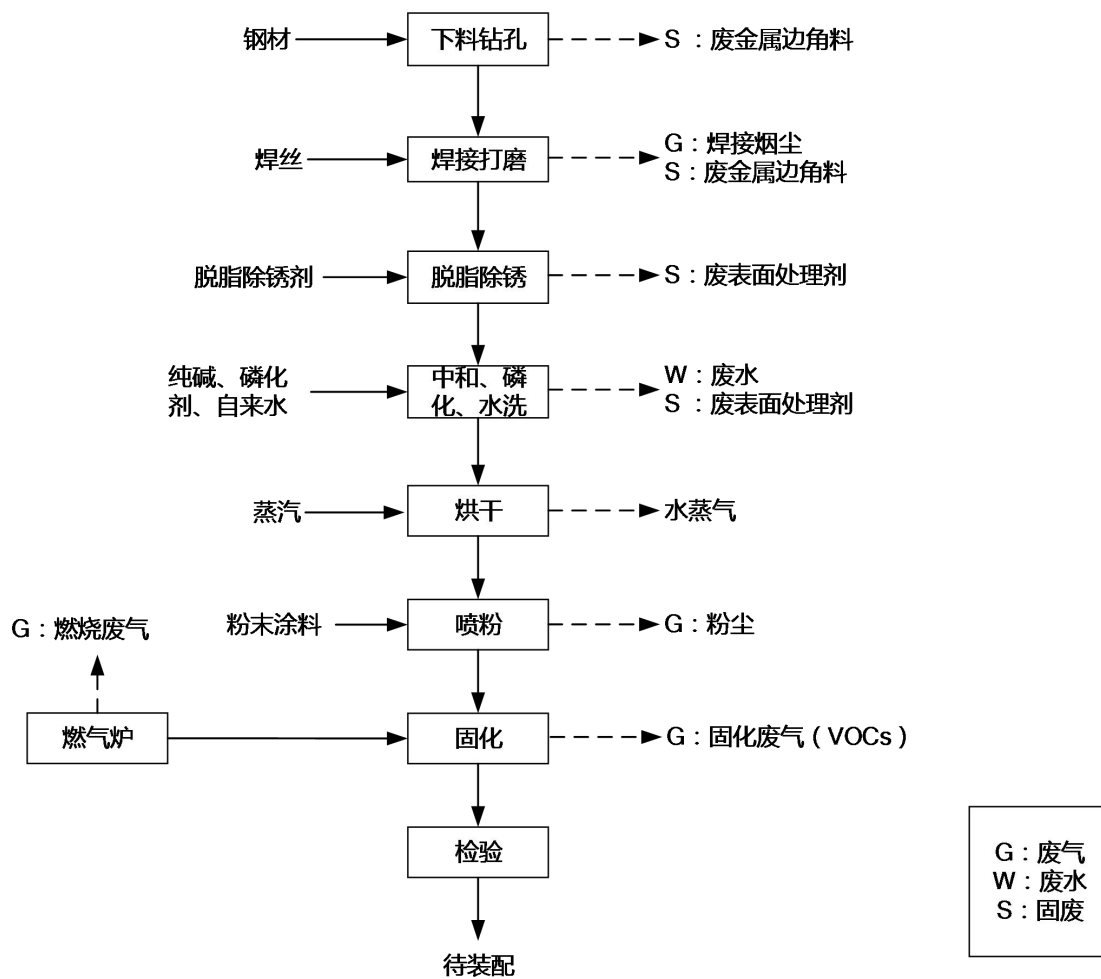 钢材
下料钻孔
S：废金属边角料
焊丝
焊接打磨
G：焊接烟尘
S：废金属边角料
脱脂除锈剂
脱脂除锈
S：废表面处理剂
纯碱、磷化
剂、自来水
中和、磷
化、水洗
W：废水
S：废表面处理剂
蒸汽
烘干
水蒸气
粉末涂料
喷粉
G：粉尘
G：燃烧废气
燃气炉
固化
G：固化废气（VOCs）
检验
待装配
G：废气
W：废水
S：固废